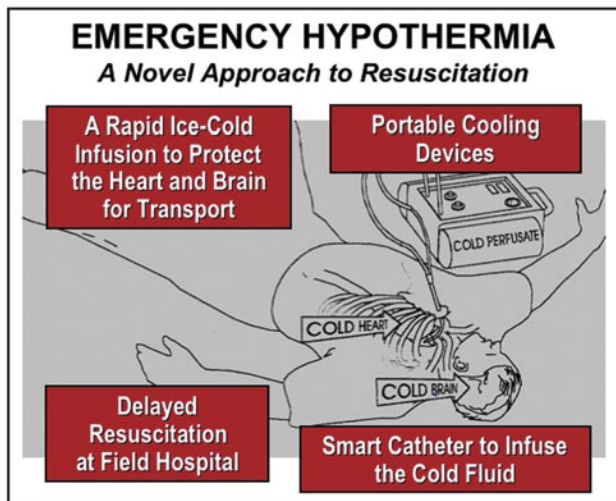 EMERGENCY HYPOTHERMIA
A Novel Approach to Resuscitation
A Rapid Ice-Cold
Infusion to Protect
the Heart and Brain
for Transport
Portable Cooling
Devices
COLD PERFUSATE
COLD HEART
COLD BRAIN
Delayed
Resuscitation
at Field Hospital
Smart Catheter to Infuse
the Cold Fluid